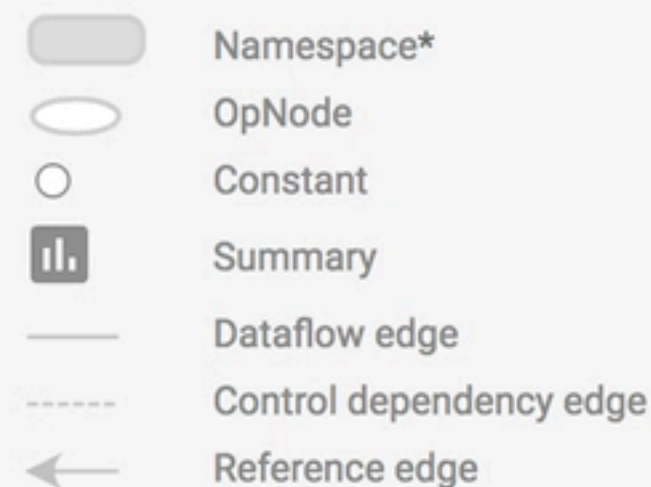 Namespace*
OpNode
Constant
Summary
Dataflow edge
Control dependency edge
Reference edge